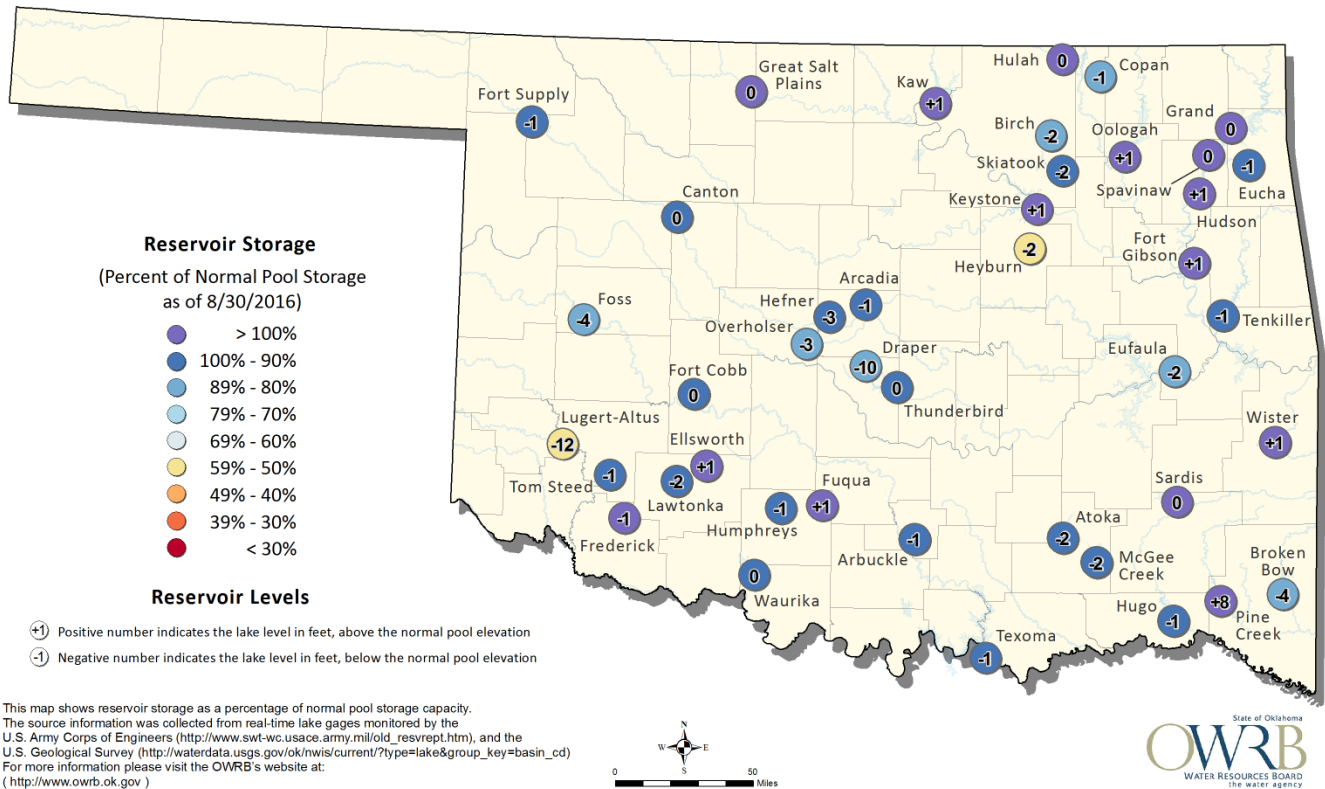 Hulah
0
Copan
-1
Great Salt
Plains
0
Kaw
+1
Fort Supply
-1
Grand
0
Birch
-2
Oologah
+1
Skiatook
-2
0
Spavinaw
-1
Eucha
Canton
0
Keystone
+1
+1
Hudson
Reservoir Storage
(Percent of Normal Pool Storage
as of 8/30/2016)
> 100%
100% - 90%
89% - 80%
79% - 70%
69% - 60%
59% - 50%
49% - 40%
39% - 30%
< 30%
-2
Heyburn
Fort
Gibson
+1
Foss
-4
Arcadia
-1
Hefner
-3
Overholser
-3
-1
Tenkiller
Draper
-10
Eufaula
-2
Fort Cobb
0
0
Thunderbird
Lugert-Altus
-12
Ellsworth
+1
Wister
+1
Tom Steed
-1
-2
Lawtonka
Fuqua
+1
Sardis
0
-1
Frederick
-1
Humphreys
-1
Arbuckle
Atoka
-2
-2
McGee
Creek
Broken
Bow
-4
0
Waurika
Hugo
-1
+8
Pine
Creek
Texoma
-1
Reservoir Levels
+1 Positive number indicates the lake level in feet, above the normal pool elevation
-1 Negative number indicates the lake level in feet, below the normal pool elevation
This map shows reservoir storage as a percentage of normal pool storage capacity.
The source information was collected from real-time lake gages monitored by the
U.S. Army Corps of Engineers (http://www.swt-wc.usace.army.mil/old_resvrept.htm), and the
U.S. Geological Survey (http://waterdata.usgs.gov/ok/nwis/current/?type=lake&group_key=basin_cd)
For more information please visit the OWRB's website at:
( http://www.owrb.ok.gov )
N
W E
S
0 50
Miles
State of Oklahoma
OWRB
WATER RESOURCES BOARD
the water agency